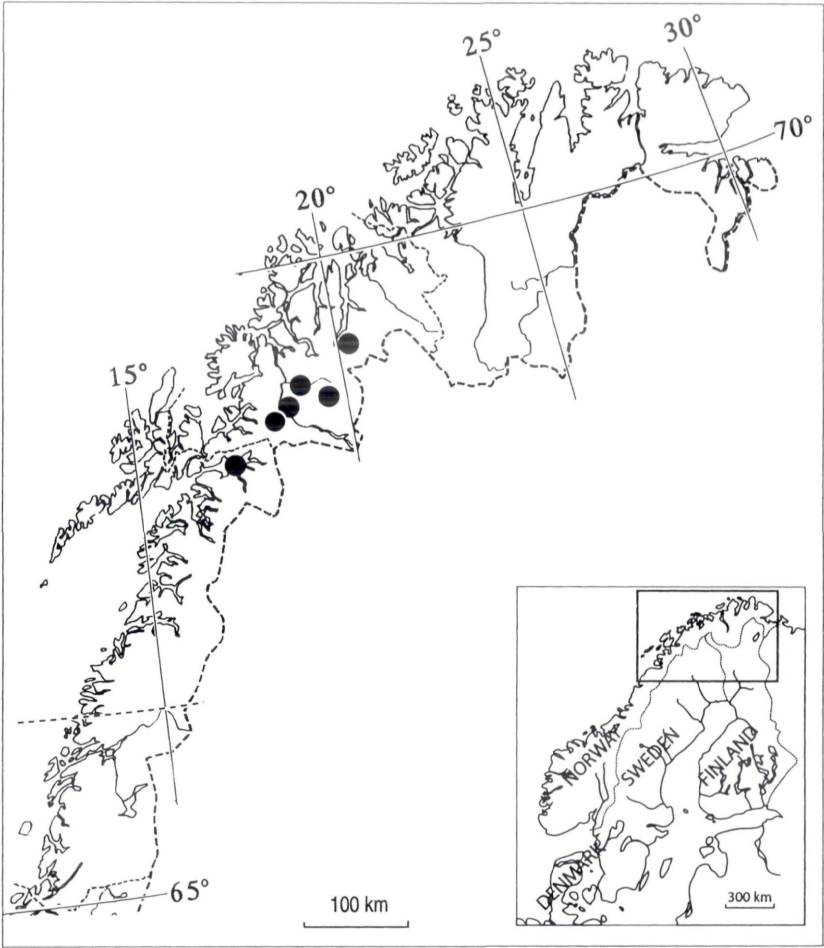 30°
25°
70°
20°
15°
NORWAY
SWEDEN
FINLAND
DENMARK
65°
100 km
300 km